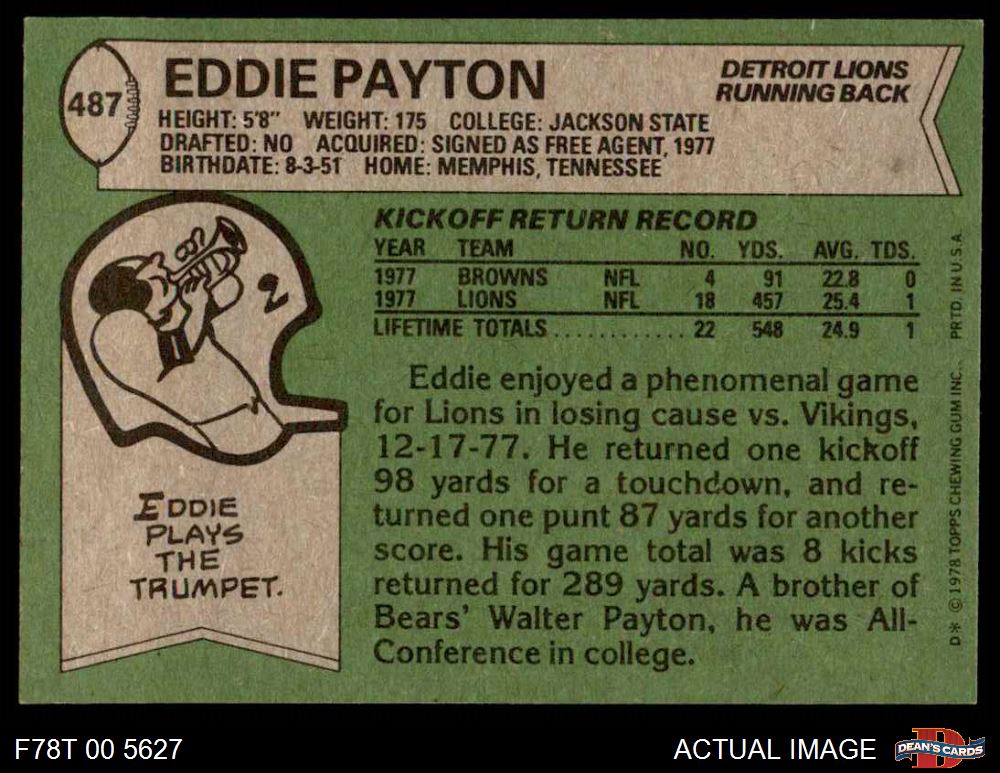 487
EDDIE PAYTON
DETROIT LIONS
RUNNING BACK
HEIGHT: 5'8" WEIGHT: 175 COLLEGE: JACKSON STATE
DRAFTED: NO ACQUIRED: SIGNED AS FREE AGENT, 1977
BIRTHDATE: 8-3-51 HOME: MEMPHIS, TENNESSEE
KICKOFF RETURN RECORD
YEAR TEAM NO. YDS. AVG. TDS.
1977 BROWNS NFL 4 91 22.8 0
1977 LIONS NFL 18 457 25.4 1
LIFETIME TOTALS ............ 22 548 24.9 1
Eddie enjoyed a phenomenal game
for Lions in losing cause vs. Vikings,
12-17-77. He returned one kickoff
98 yards for a touchdown, and re-
turned one punt 87 yards for another
score. His game total was 8 kicks
returned for 289 yards. A brother of
Bears' Walter Payton, he was All-
Conference in college.
EDDIE
PLAYS
THE
TRUMPET.
D* © 1978 TOPPS CHEWING GUM INC. PRTD. IN U.S.A.
F78T 00 5627
ACTUAL IMAGE
D
DEAN'S CARDS